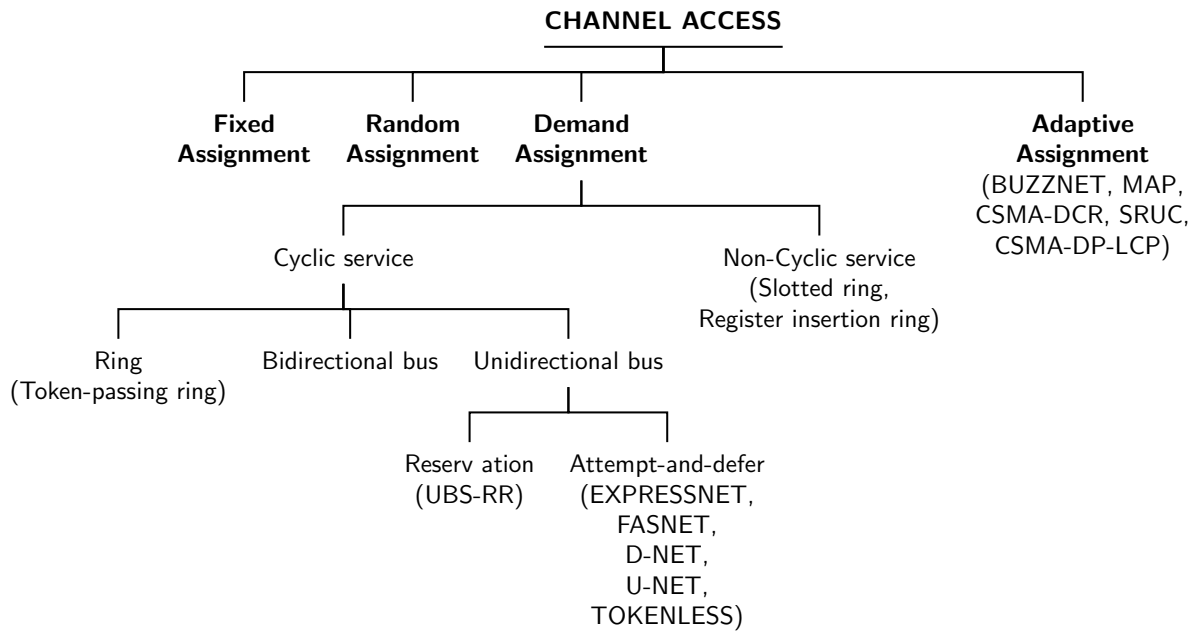 CHANNEL ACCESS
Fixed
Assignment
Random
Assignment
Demand
Assignment
Adaptive
Assignment
(BUZZNET, MAP,
CSMA-DCR, SRUC,
CSMA-DP-LCP)
Cyclic service
Non-Cyclic service
(Slotted ring,
Register insertion ring)
Ring
(Token-passing ring)
Bidirectional bus
Unidirectional bus
Reserv ation
(UBS-RR)
Attempt-and-defer
(EXPRESSNET,
FASNET,
D-NET,
U-NET,
TOKENLESS)